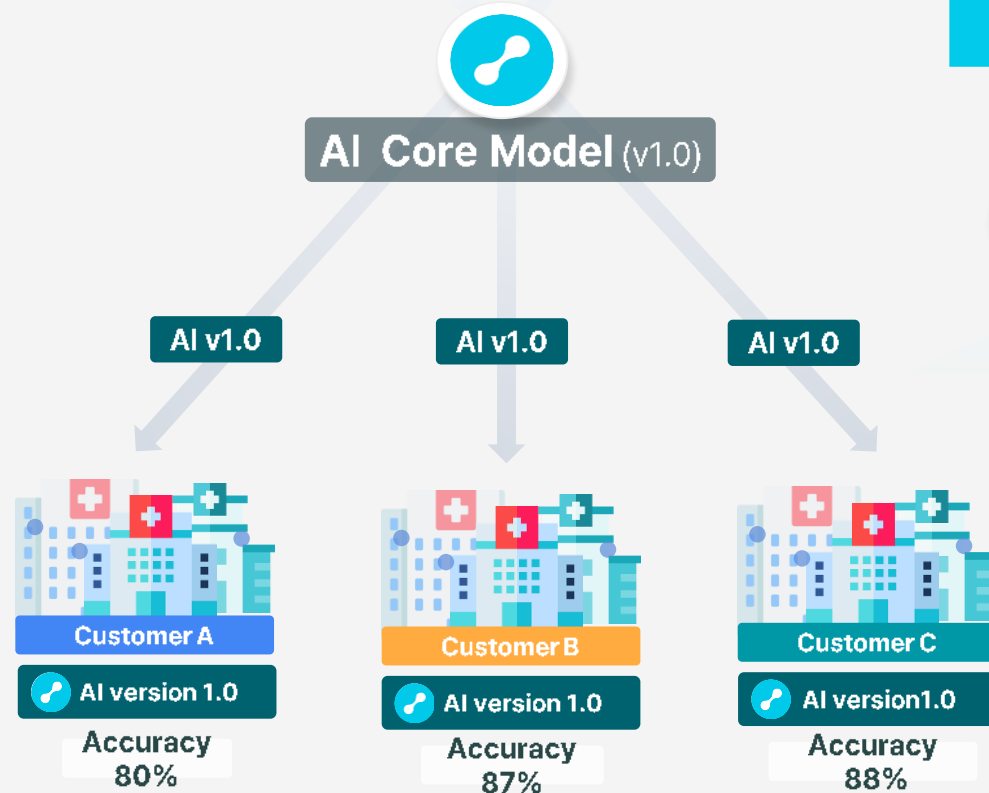 AI Core Model (v1.0)
AI v1.0
AI v1.0
AI v1.0
Customer A
Customer B
Customer C
AI version 1.0
AI version 1.0
AI version1.0
Accuracy
80%
Accuracy
87%
Accuracy
88%